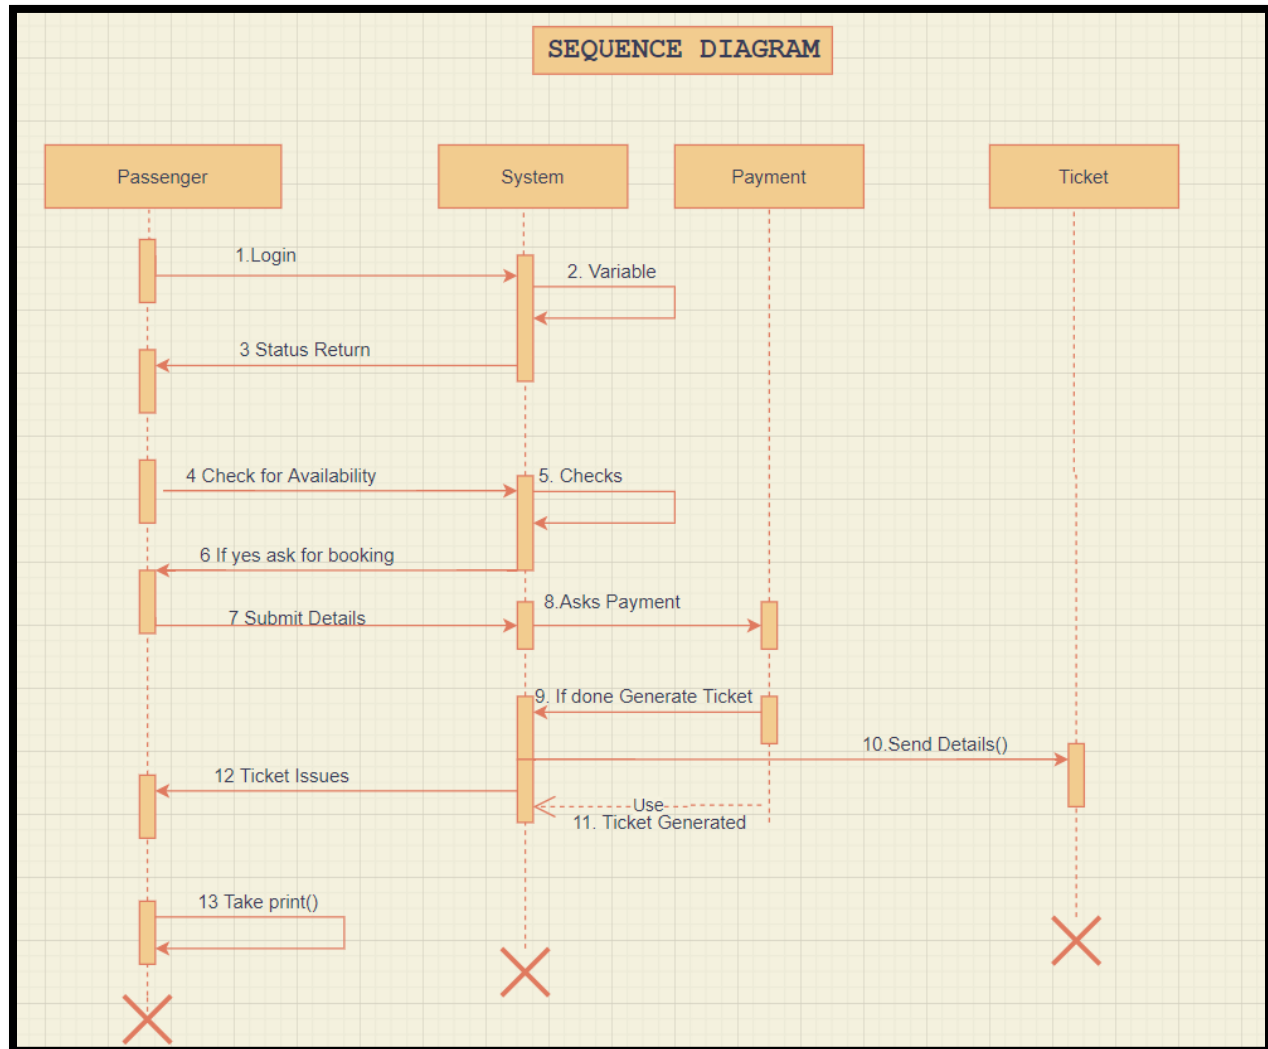 SEQUENCE DIAGRAM
Passenger
System
Payment
Ticket
1.Login
2. Variable
3 Status Return
4 Check for Availability
5. Checks
6 If yes ask for booking
7 Submit Details
8.Asks Payment
9. If done Generate Ticket
10.Send Details()
12 Ticket Issues
Use
11. Ticket Generated
13 Take print()